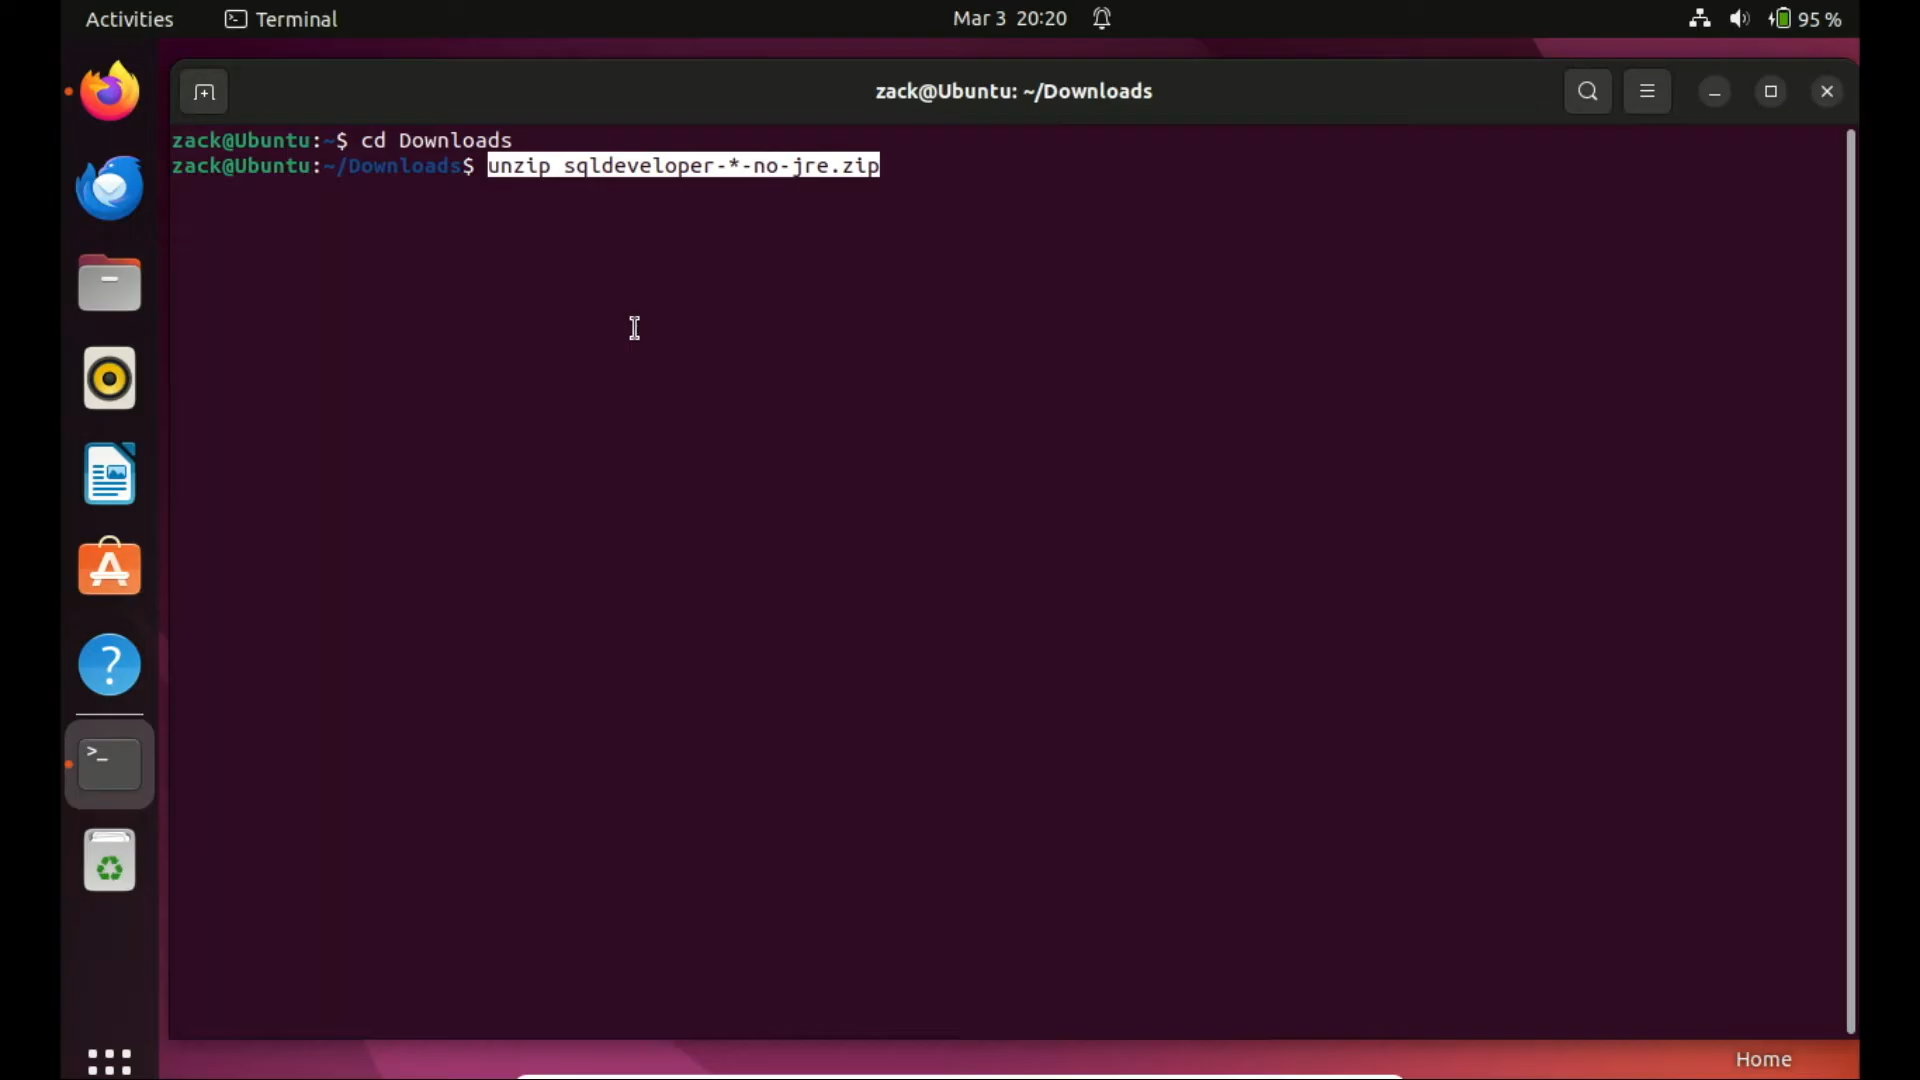 Activities Terminal Mar 3 20:20 95 %
zack@Ubuntu: ~/Downloads
zack@Ubuntu:~$ cd Downloads
zack@Ubuntu:~/Downloads$ unzip sqldeveloper-*-no-jre.zip
Home